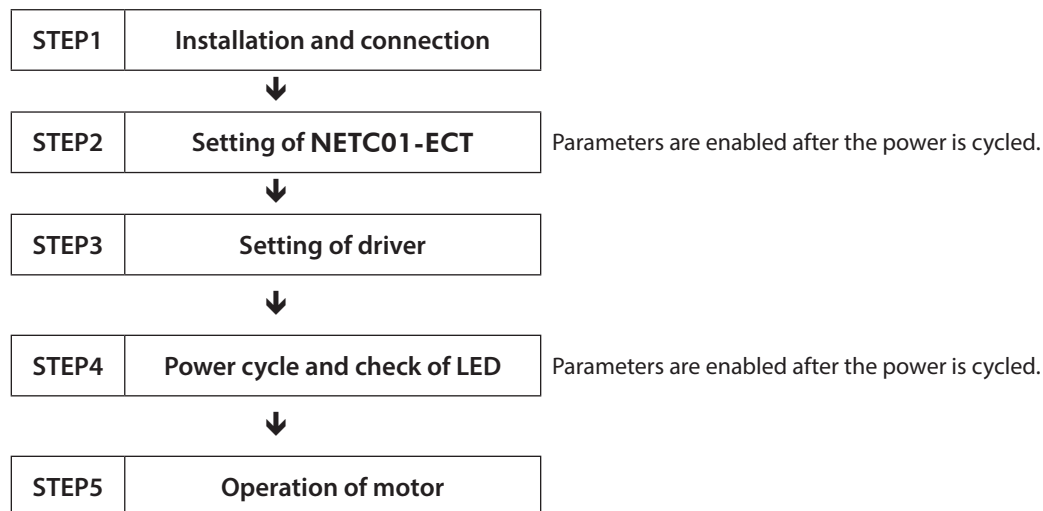 STEP1 Installation and connection
STEP2 Setting of NETC01-ECT Parameters are enabled after the power is cycled.
STEP3 Setting of driver
STEP4 Power cycle and check of LED Parameters are enabled after the power is cycled.
STEP5 Operation of motor